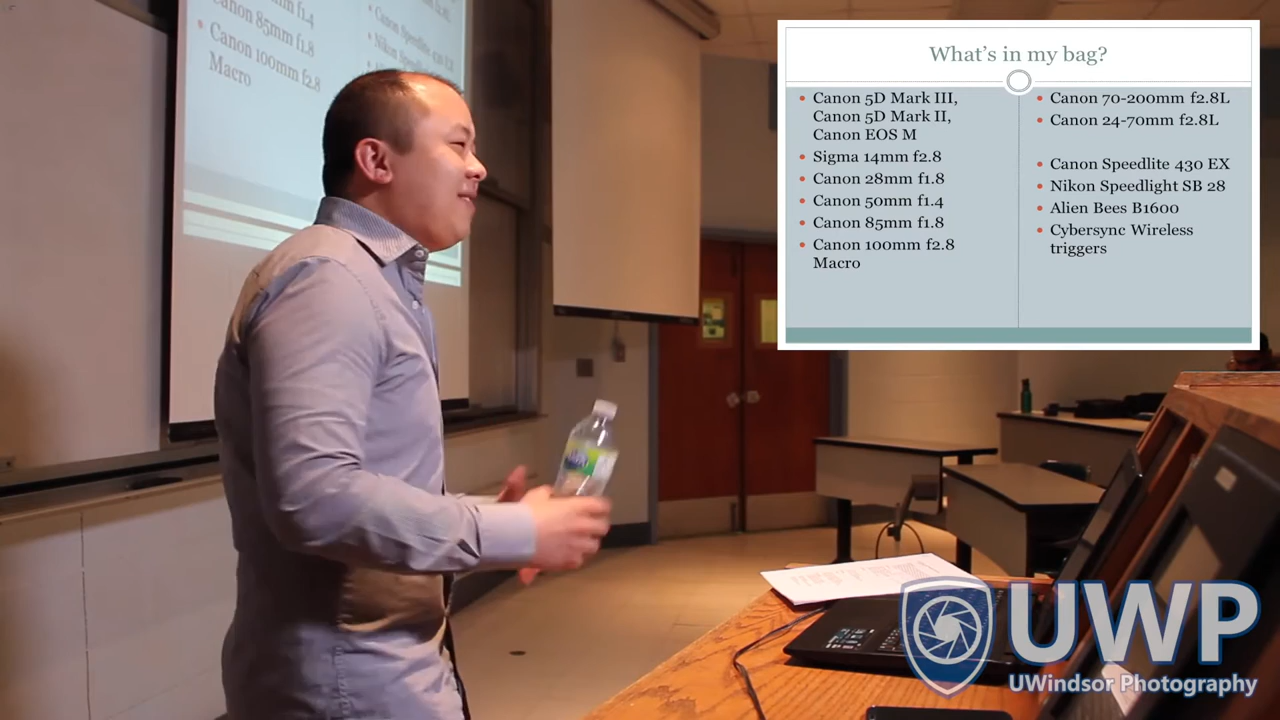 mm f1.4
Canon 85mm f1.8
Canon 100mm f2.8
Macro
What's in my bag?
Canon 5D Mark III,
Canon 5D Mark II,
Canon EOS M
Sigma 14mm f2.8
Canon 28mm f1.8
Canon 50mm f1.4
Canon 85mm f1.8
Canon 100mm f2.8
Macro
Canon 70-200mm f2.8L
Canon 24-70mm f2.8L
Canon Speedlite 430 EX
Nikon Speedlight SB 28
Alien Bees B1600
Cybersync Wireless
triggers
UWP
UWindsor Photography